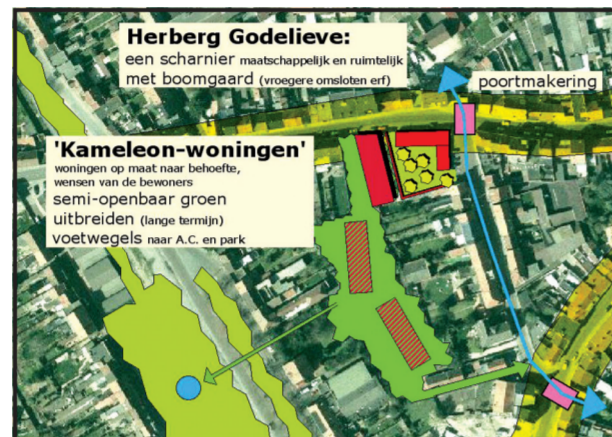 Herberg Godelieve:
een scharnier maatschappelijk en ruimtelijk
met boomgaard (vroegere omsloten erf)
poortmakering
'Kameleon-woningen'
woningen op maat naar behoefte,
wensen van de bewoners
semi-openbaar groen
uitbreiden (lange termijn)
voetwegels naar A.C. en park